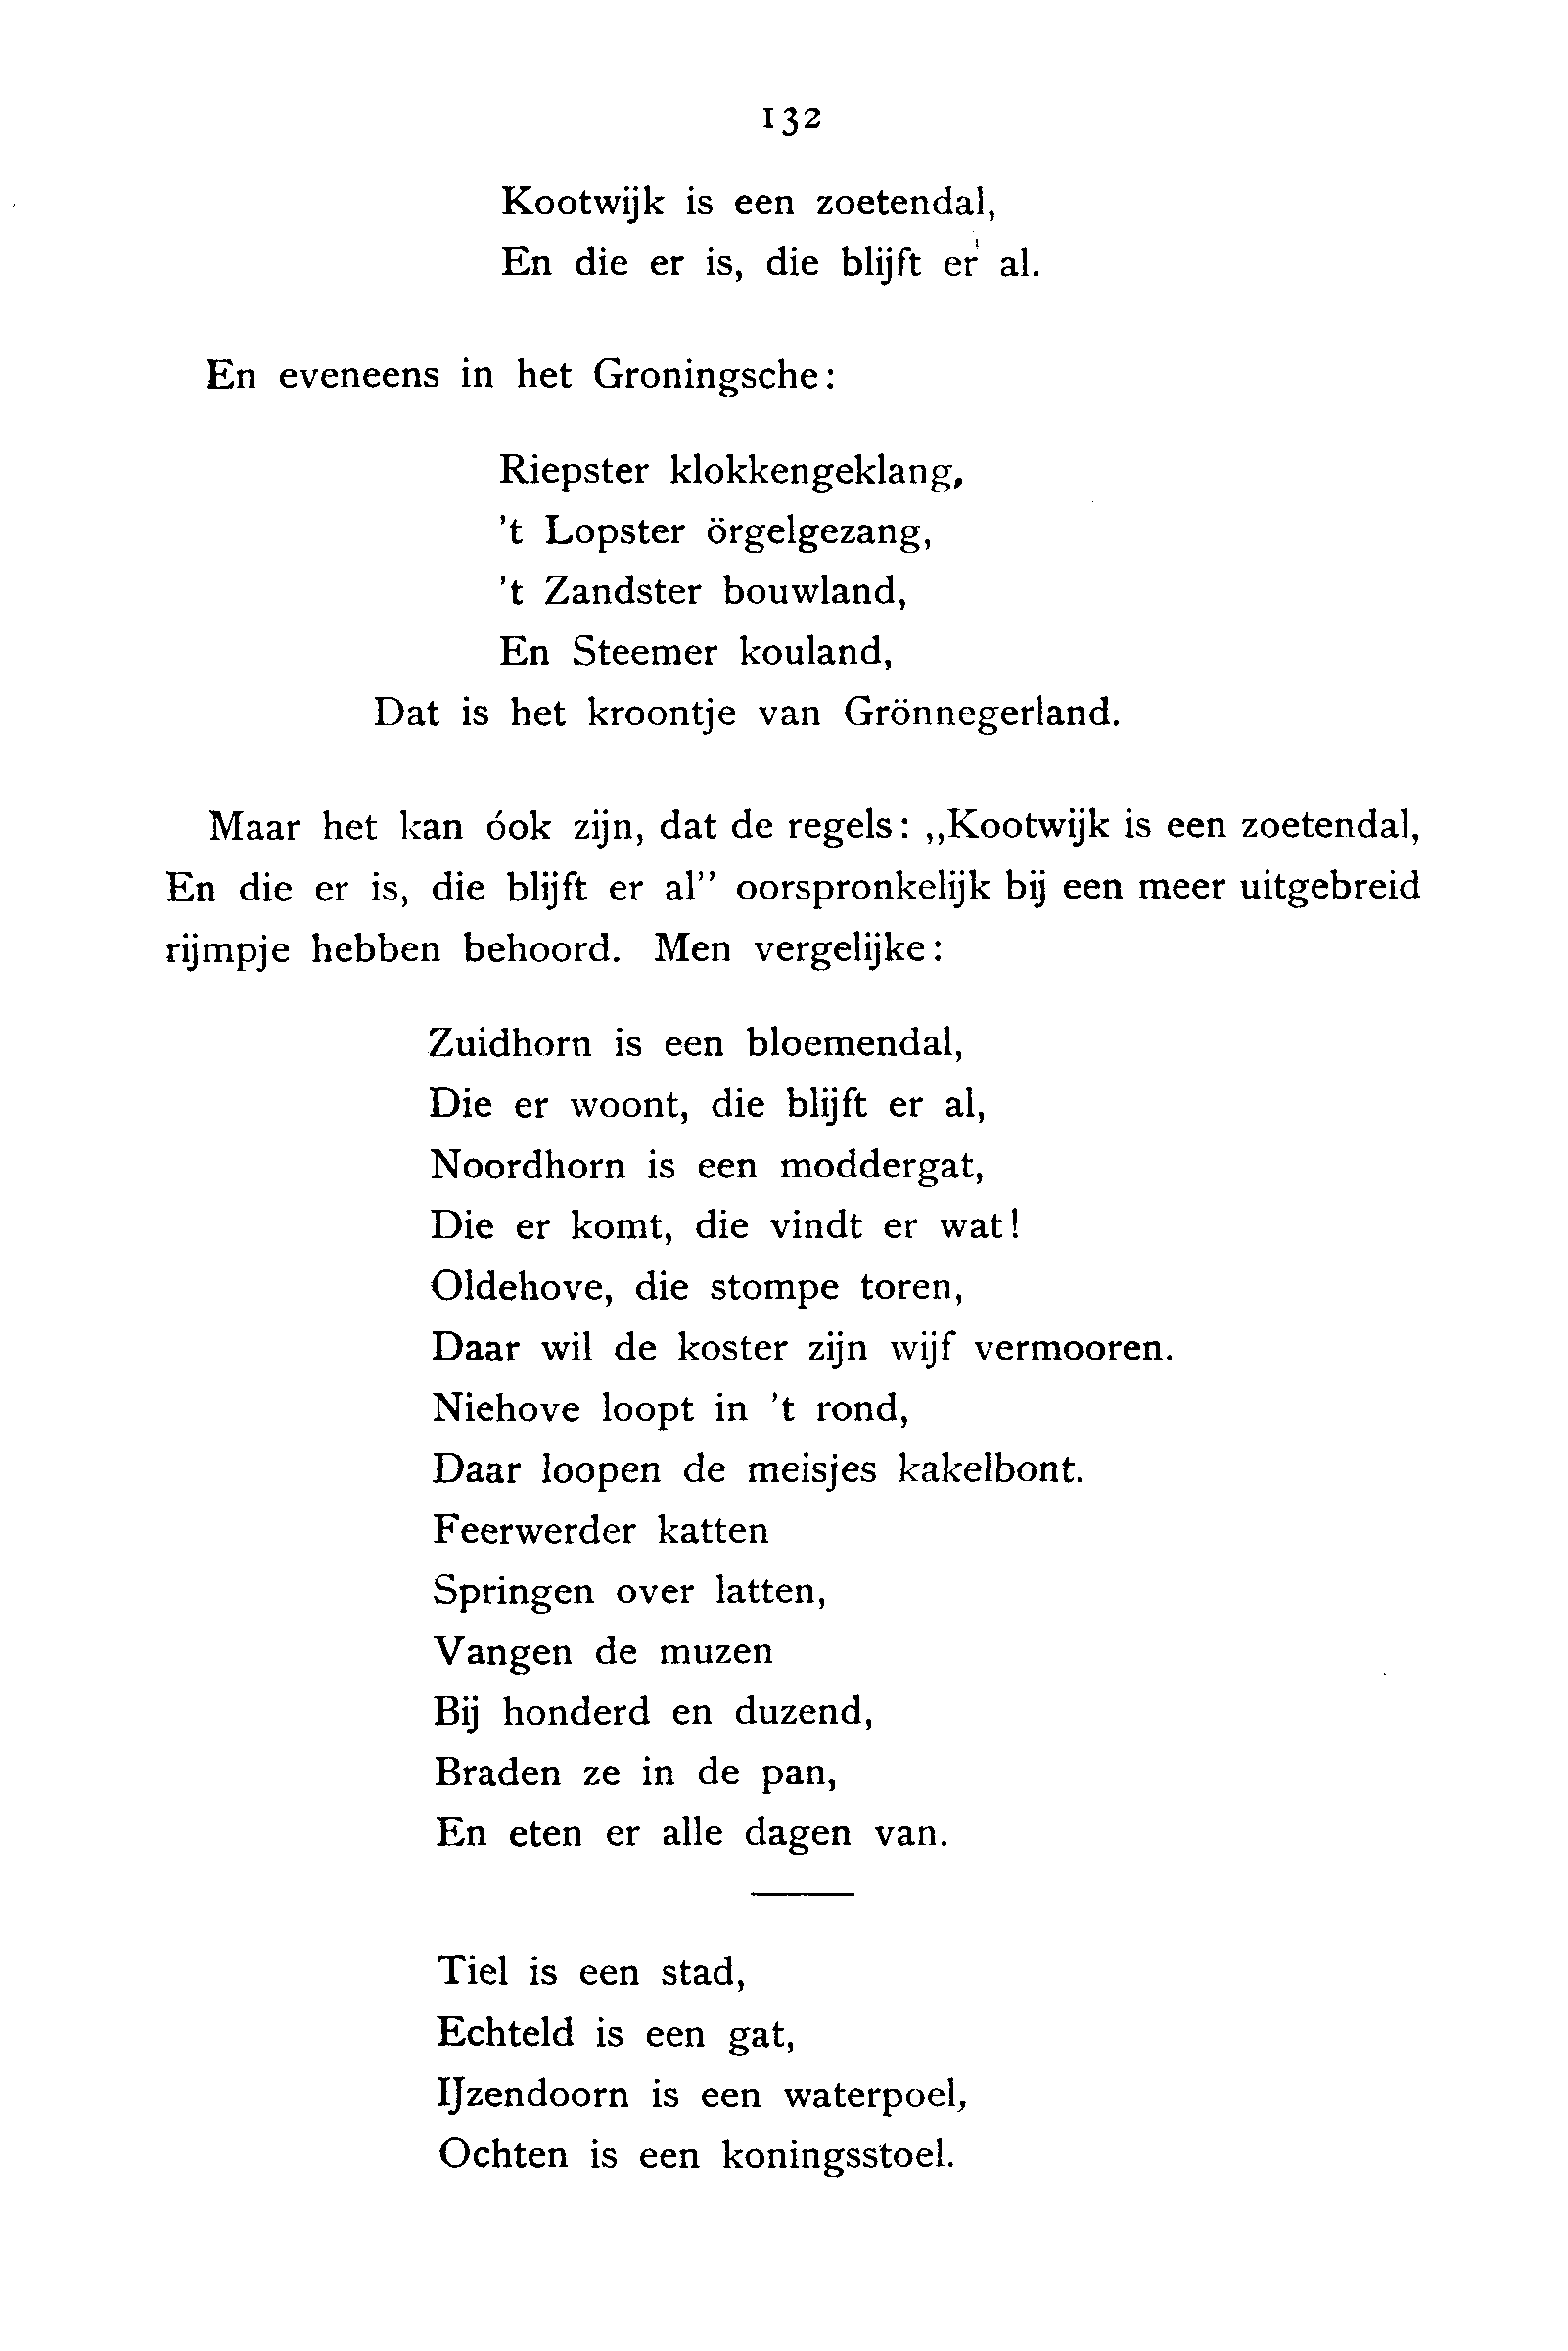 132
Kootwijk is een zoetendal,
En die er is, die blijft er al.
En eveneens in het Groningsche:
Riepster klokkengeklang,
't Lopster örgelgezang,
't Zandster bouwland,
En Steemer kouland,
Dat is het kroontje van Grönnegerland.
Maar het kan óok zijn, dat de regels: ,,Kootwijk is een zoetendal,
En die er is, die blijft er al” oorspronkelijk bij een meer uitgebreid
rijmpje hebben behoord. Men vergelijke:
Zuidhorn is een bloemendal,
Die er woont, die blijft er al,
Noordhorn is een moddergat,
Die er komt, die vindt er wat!
Oldehove, die stompe toren,
Daar wil de koster zijn wijf vermooren.
Niehove loopt in 't rond,
Daar loopen de meisjes kakelbont.
Feerwerder katten
Springen over latten,
Vangen de muzen
Bij honderd en duzend,
Braden ze in de pan,
En eten er alle dagen van.
Tiel is een stad,
Echteld is een gat,
IJzendoorn is een waterpoel,
Ochten is een koningsstoel.